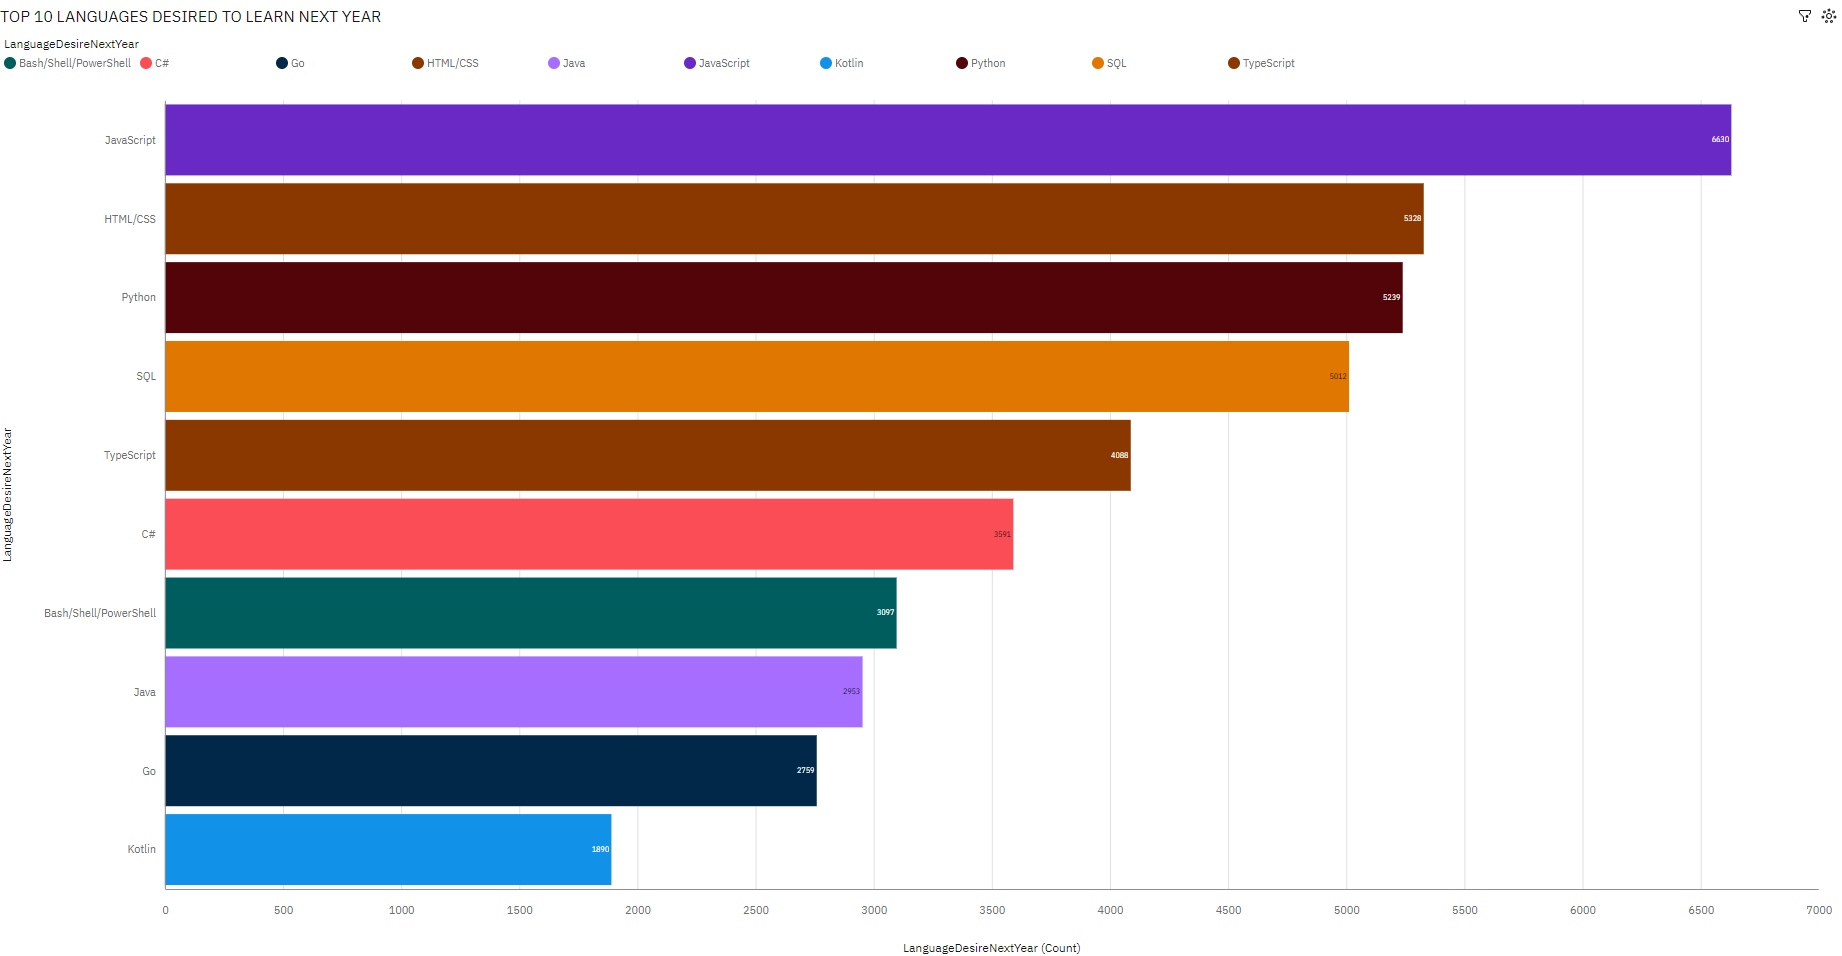 TOP 10 LANGUAGES DESIRED TO LEARN NEXT YEAR
LanguageDesireNextYear
Bash/Shell/PowerShell C# Go HTML/CSS Java JavaScript Kotlin Python SQL TypeScript
JavaScript 6630
HTML/CSS 5328
Python 5239
SQL 5012
TypeScript 4088
C# 3591
Bash/Shell/PowerShell 3097
Java 2953
Go 2759
Kotlin 1890
LanguageDesireNextYear
0 500 1000 1500 2000 2500 3000 3500 4000 4500 5000 5500 6000 6500 7000
LanguageDesireNextYear (Count)